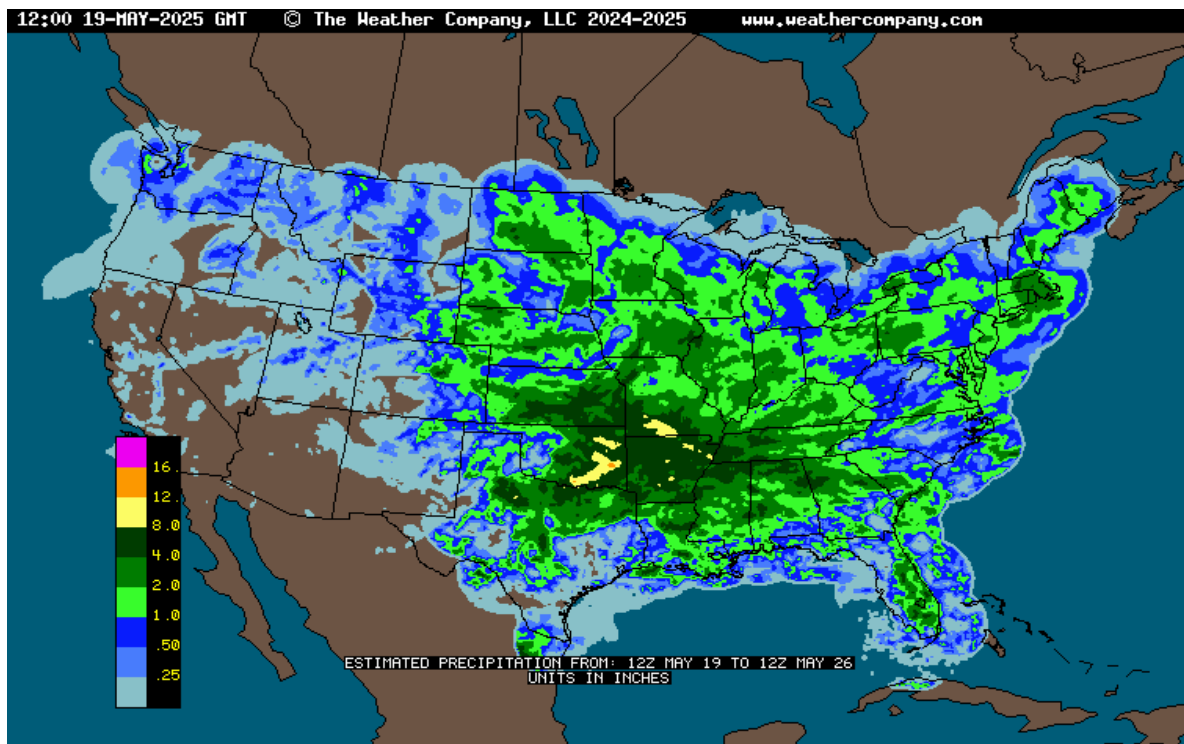 12:00 19-MAY-2025 GMT © The Weather Company, LLC 2024-2025 www.weathercompany.com
16.
12.
8.0
4.0
2.0
1.0
.50
.25
ESTIMATED PRECIPITATION FROM: 12Z MAY 19 TO 12Z MAY 26
UNITS IN INCHES